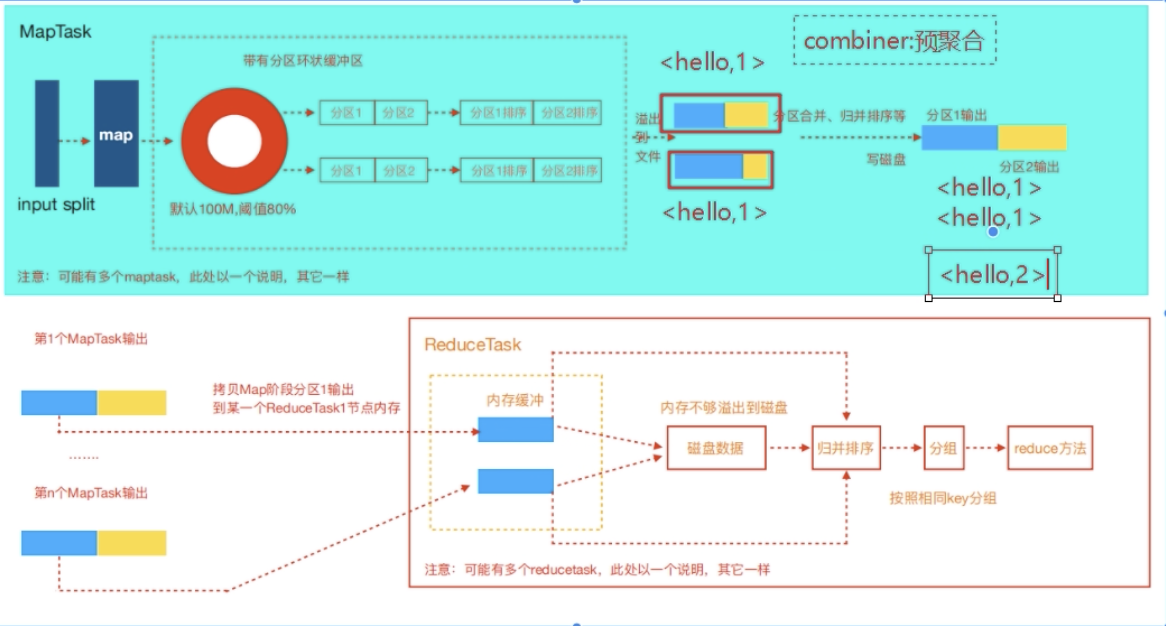 MapTask
combiner:预聚合
带有分区环状缓冲区
<hello,1>
map
分区1
分区2
分区1排序
分区2排序
溢出
到
文件
分区合并、归并排序等
写磁盘
分区1输出
分区1
分区2
分区1排序
分区2排序
分区2输出
input split
默认100M,阈值80%
<hello,1>
<hello,1>
<hello,1>
<hello,2>
注意：可能有多个maptask，此处以一个说明，其它一样
第1个MapTask输出
ReduceTask
拷贝Map阶段分区1输出
到某一个ReduceTask1节点内存
内存缓冲
内存不够溢出到磁盘
磁盘数据
归并排序
分组
reduce方法
.......
第n个MapTask输出
按照相同key分组
注意：可能有多个reducetask，此处以一个说明，其它一样